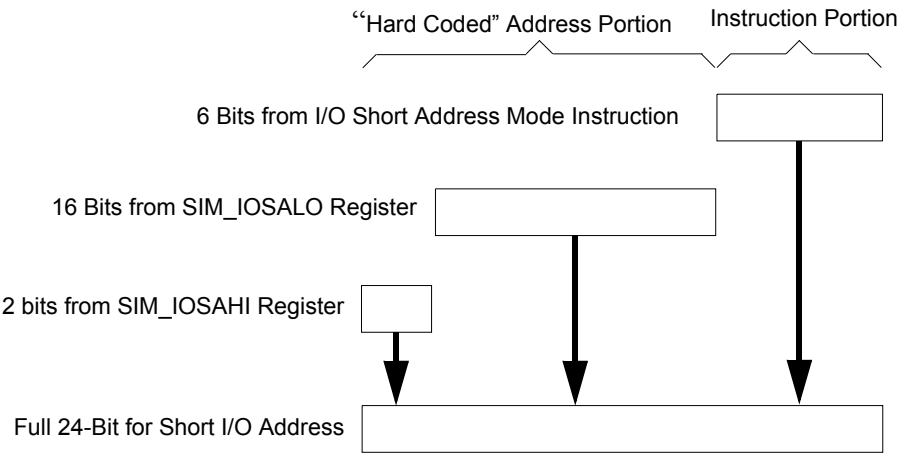 “Hard Coded” Address Portion
Instruction Portion
6 Bits from I/O Short Address Mode Instruction
16 Bits from SIM_IOSALO Register
2 bits from SIM_IOSAHI Register
Full 24-Bit for Short I/O Address